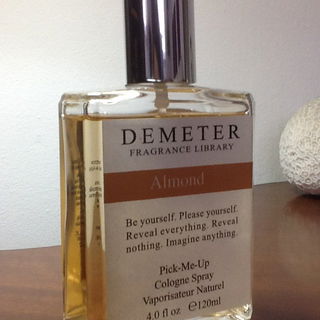 DEMETER
FRAGRANCE LIBRARY
Almond
Be yourself. Please yourself.
Reveal everything. Reveal
nothing. Imagine anything.
Pick-Me-Up
Cologne Spray
Vaporisateur Naturel
4.0 fl oz e120ml